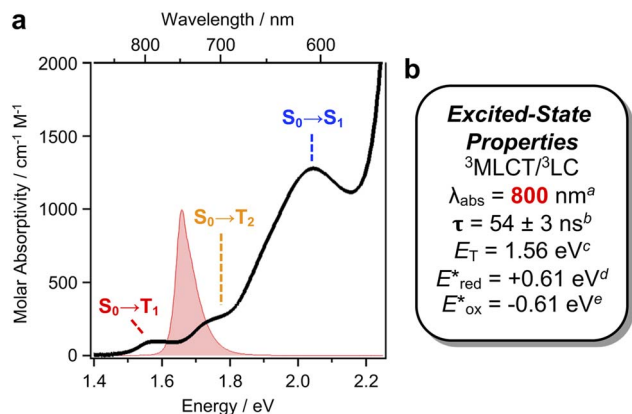 a
Wavelength / nm
800 700 600
Molar Absorptivity / cm⁻¹ M⁻¹
2000
1500
1000
500
0
S₀→S₁
S₀→T₂
S₀→T₁
1.4 1.6 1.8 2.0 2.2
Energy / eV
b
Excited-State
Properties
³MLCT/³LC
λabs = 800 nmᵃ
τ = 54 ± 3 nsᵇ
E_T = 1.56 eVᶜ
E*red = +0.61 eVᵈ
E*ox = -0.61 eVᵉ